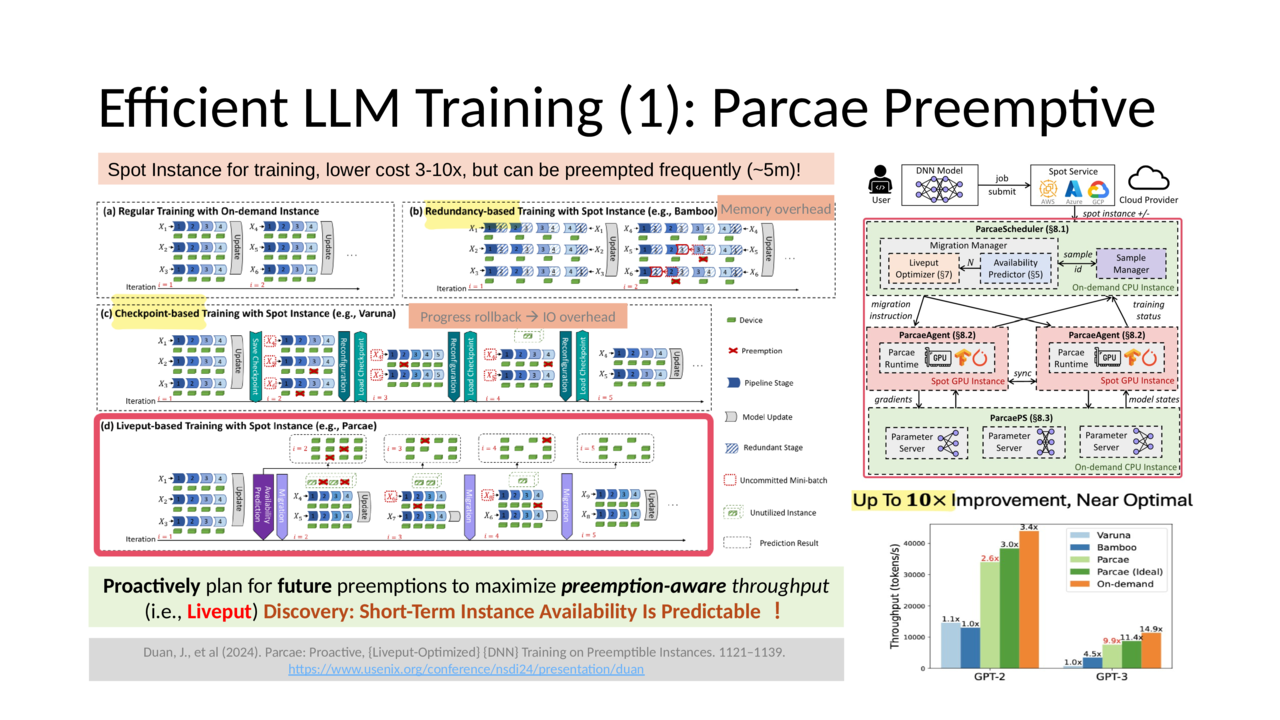 Efficient LLM Training (1): Parcae Preemptive
Spot Instance for training, lower cost 3-10x, but can be preempted frequently (~5m)!
(a) Regular Training with On-demand Instance
Update
Update
...
Iteration
i = 1
i = 2
(b) Redundancy-based Training with Spot Instance (e.g., Bamboo)
Memory overhead
Update
Update
...
Iteration
i = 1
i = 2
(c) Checkpoint-based Training with Spot Instance (e.g., Varuna)
Progress rollback → IO overhead
Update
Save Checkpoint
Reconfiguration
Load Checkpoint
Reconfiguration
Load Checkpoint
Reconfiguration
Load Checkpoint
Update
...
Iteration
i = 1
i = 2
i = 3
i = 4
i = 5
(d) Liveput-based Training with Spot Instance (e.g., Parcae)
i = 2
i = 3
i = 4
i = 5
Update
Availability Prediction
Migration
Update
Migration
Migration
Update
...
Iteration
i = 1
i = 2
i = 3
i = 4
i = 5
Device
Preemption
Pipeline Stage
Model Update
Redundant Stage
Uncommitted Mini-batch
Unutilized Instance
Prediction Result
Proactively plan for future preemptions to maximize preemption-aware throughput
(i.e., Liveput) Discovery: Short-Term Instance Availability Is Predictable !
Duan, J., et al (2024). Parcae: Proactive, {Liveput-Optimized} {DNN} Training on Preemptible Instances. 1121–1139.
https://www.usenix.org/conference/nsdi24/presentation/duan
User
DNN Model
job
submit
Spot Service
AWS
Azure
GCP
Cloud Provider
spot instance +/-
ParcaeScheduler (§8.1)
Migration Manager
Liveput
Optimizer (§7)
N
Availability
Predictor (§5)
sample
id
Sample
Manager
On-demand CPU Instance
migration
instruction
training
status
ParcaeAgent (§8.2)
Parcae
Runtime
GPU
Spot GPU Instance
sync
ParcaeAgent (§8.2)
Parcae
Runtime
GPU
Spot GPU Instance
gradients
model states
ParcaePS (§8.3)
Parameter
Server
Parameter
Server
Parameter
Server
On-demand CPU Instance
Up To 10× Improvement, Near Optimal
Throughput (tokens/s)
40000
30000
20000
10000
0
1.1x
1.0x
2.6x
3.0x
3.4x
1.0x
4.5x
9.9x
11.4x
14.9x
Varuna
Bamboo
Parcae
Parcae (Ideal)
On-demand
GPT-2
GPT-3